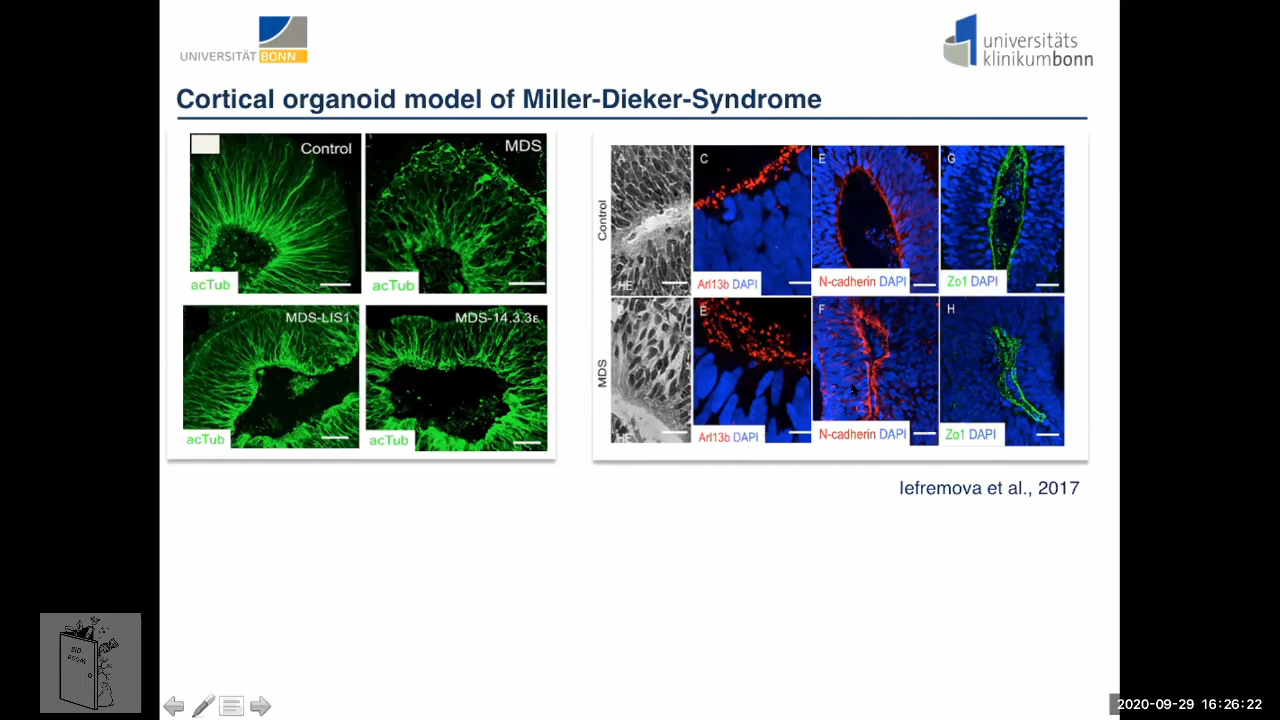 UNIVERSITÄT BONN
universitäts
klinikumbonn
Cortical organoid model of Miller-Dieker-Syndrome
Control
MDS
acTub
acTub
MDS-LIS1
MDS-14.3.3ε
acTub
acTub
Control
A
C
E
G
HE
Arl13b DAPI
N-cadherin DAPI
Zo1 DAPI
MDS
B
E
F
H
HE
Arl13b DAPI
N-cadherin DAPI
Zo1 DAPI
Iefremova et al., 2017
BIO
ROOM
2020-09-29 16:26:22